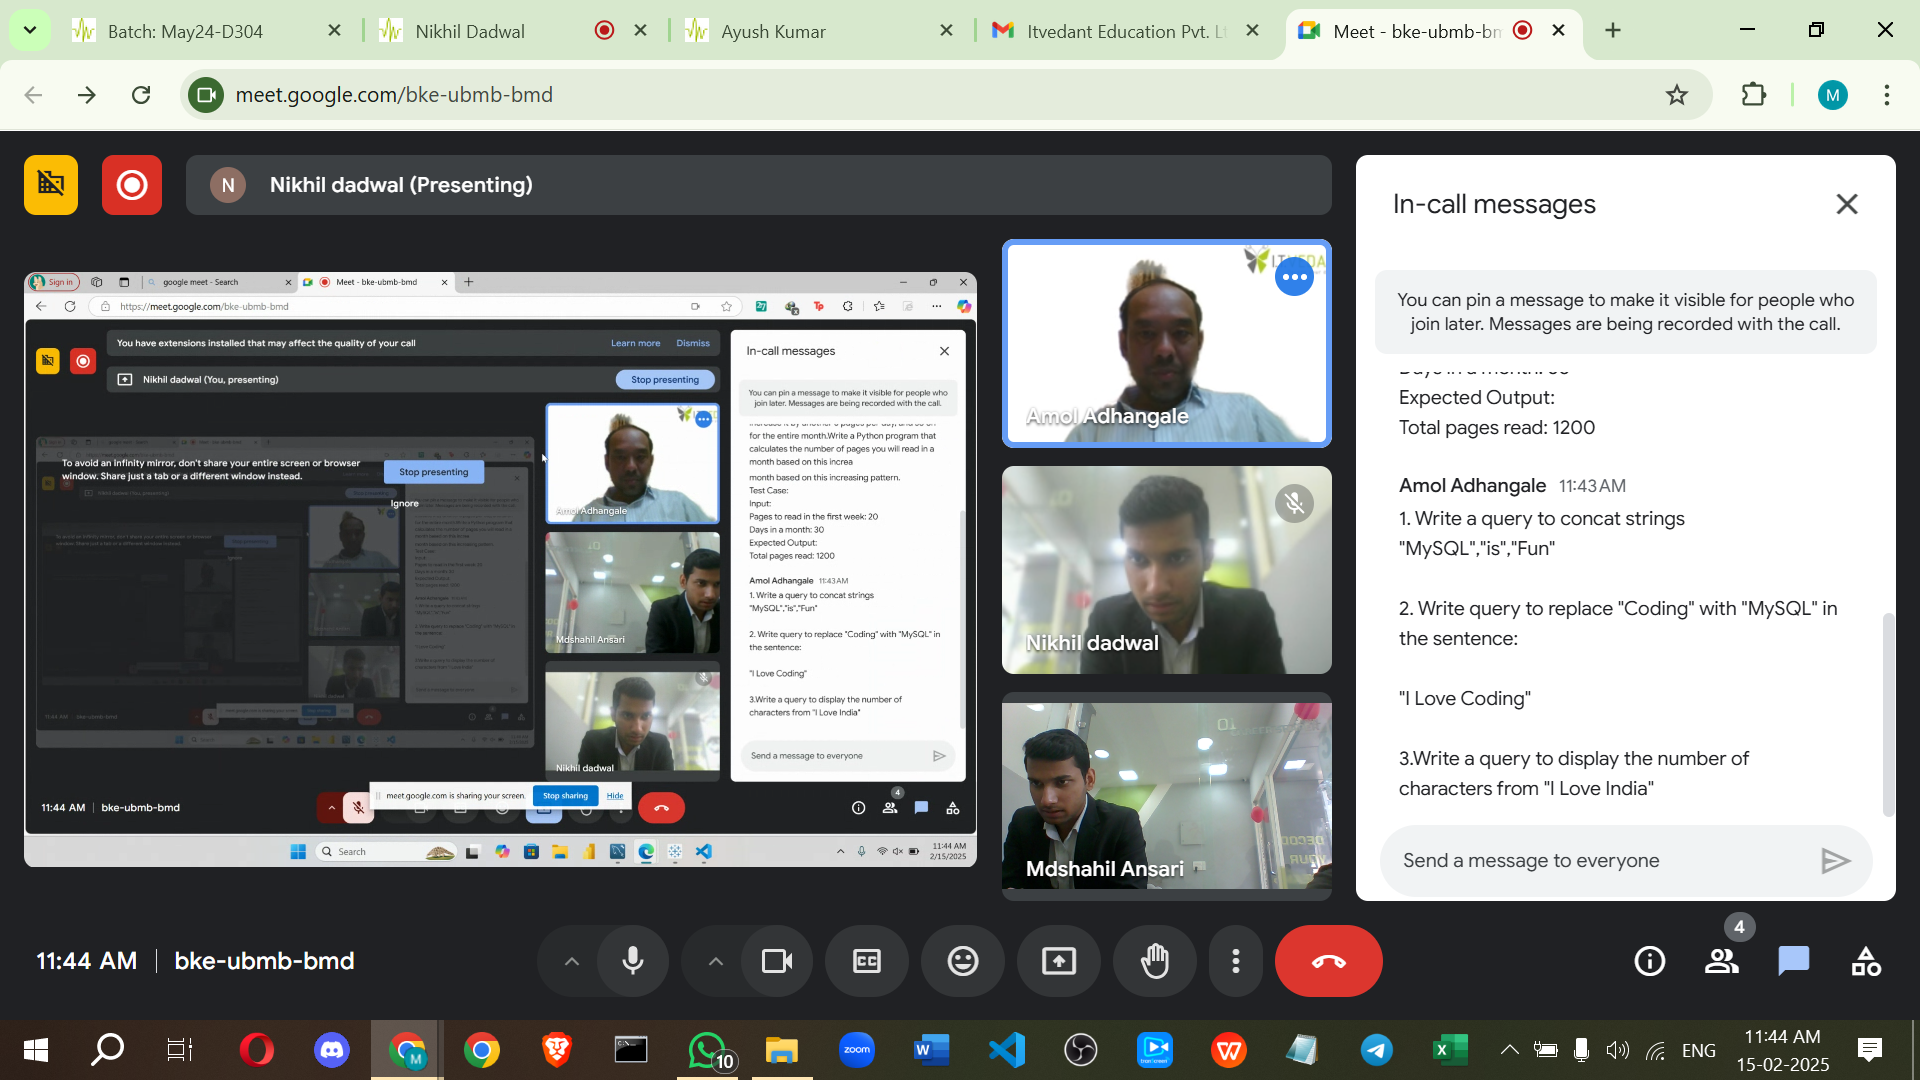 Batch: May24-D304
Nikhil Dadwal
Ayush Kumar
Itvedant Education Pvt. Lt
Meet - bke-ubmb-bm
meet.google.com/bke-ubmb-bmd
M
N
Nikhil dadwal (Presenting)
Sign in
google meet - Search
Meet - bke-ubmb-bmd
https://meet.google.com/bke-ubmb-bmd
You have extensions installed that may affect the quality of your call
Learn more
Dismiss
Nikhil dadwal (You, presenting)
Stop presenting
To avoid an infinity mirror, don't share your entire screen or browser
window. Share just a tab or a different window instead.
Stop presenting
Ignore
Amol Adhangale
Mdshahil Ansari
Nikhil dadwal
In-call messages
You can pin a message to make it visible for people who
join later. Messages are being recorded with the call.
for the entire month.Write a Python program that
calculates the number of pages you will read in a
month based on this increa
month based on this increasing pattern.
Test Case:
Input:
Pages to read in the first week: 20
Days in a month: 30
Expected Output:
Total pages read: 1200
Amol Adhangale 11:43 AM
1. Write a query to concat strings
"MySQL","is","Fun"
2. Write query to replace "Coding" with "MySQL" in
the sentence:
"I Love Coding"
3.Write a query to display the number of
characters from "I Love India"
Send a message to everyone
meet.google.com is sharing your screen.
Stop sharing
Hide
11:44 AM
bke-ubmb-bmd
4
Search
11:44 AM
2/15/2025
Amol Adhangale
Nikhil dadwal
Mdshahil Ansari
In-call messages
You can pin a message to make it visible for people who
join later. Messages are being recorded with the call.
Expected Output:
Total pages read: 1200
Amol Adhangale 11:43 AM
1. Write a query to concat strings
"MySQL","is","Fun"
2. Write query to replace "Coding" with "MySQL" in
the sentence:
"I Love Coding"
3.Write a query to display the number of
characters from "I Love India"
Send a message to everyone
11:44 AM
bke-ubmb-bmd
4
M
10
zoom
ENG
11:44 AM
15-02-2025